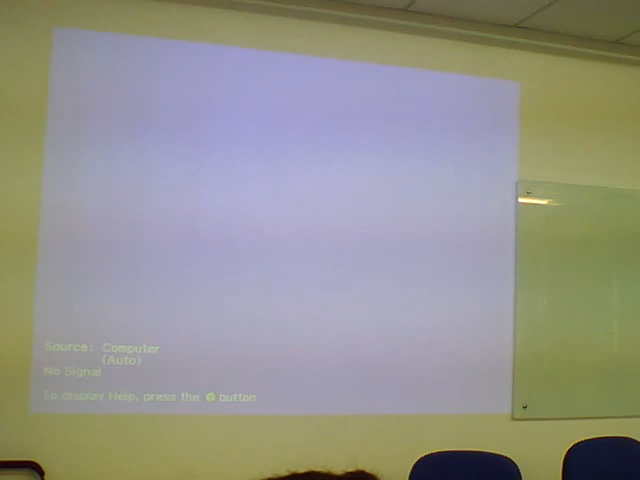 Source: Computer
(Auto)
No Signal
To display Help, press the ? button